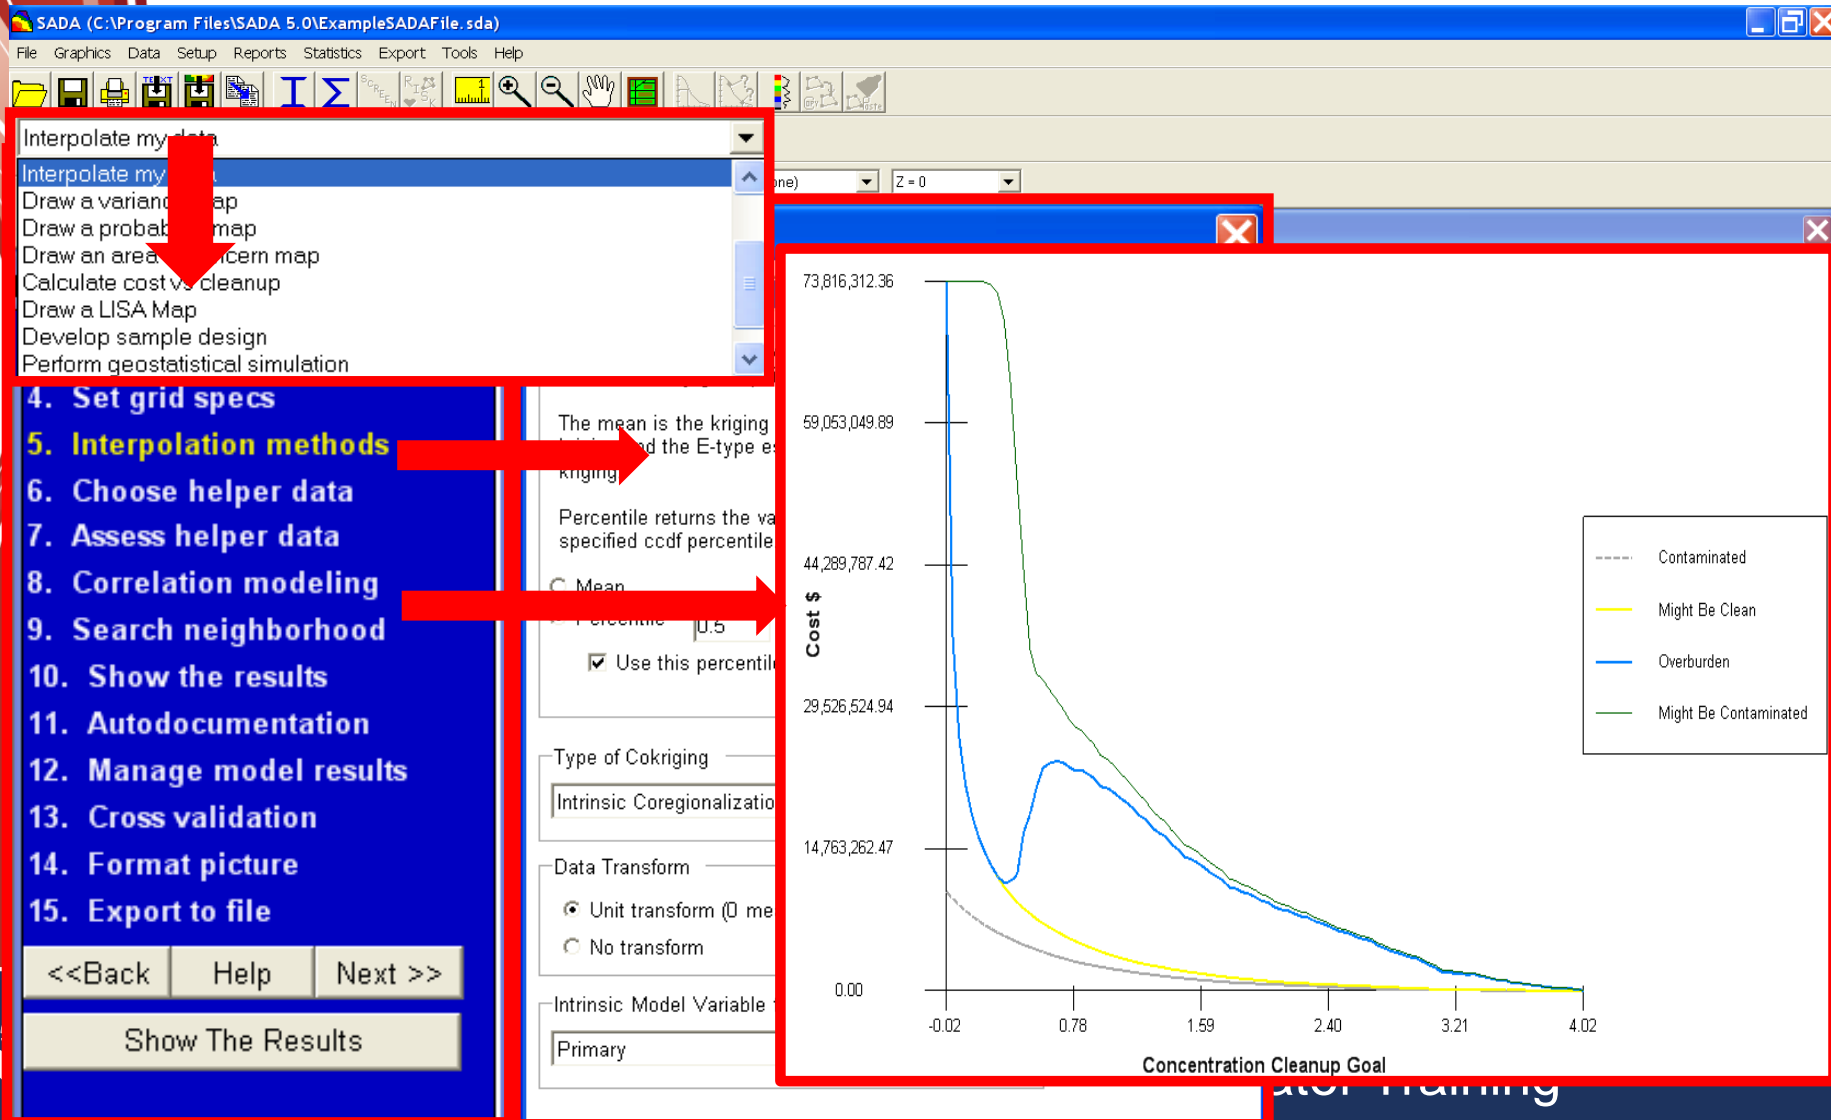 SADA (C:\Program Files\SADA 5.0\ExampleSADAFile.sda)
File Graphics Data Setup Reports Statistics Export Tools Help
Interpolate my data
Interpolate my
Draw a varianc ap
Draw a probab map
Draw an area ncern map
Calculate cost vs cleanup
Draw a LISA Map
Develop sample design
Perform geostatistical simulation
one) Z = 0
4. Set grid specs
5. Interpolation methods
6. Choose helper data
7. Assess helper data
8. Correlation modeling
9. Search neighborhood
10. Show the results
11. Autodocumentation
12. Manage model results
13. Cross validation
14. Format picture
15. Export to file
<<Back Help Next >>
Show The Results
The mean is the kriging
nd the E-type es
kriging
Percentile returns the va
specified ccdf percentile
Mean
Percentile 0.5
Use this percentil
Type of Cokriging
Intrinsic Coregionalizatio
Data Transform
Unit transform (0 me
No transform
Intrinsic Model Variable
Primary
73,816,312.36
59,053,049.89
44,289,787.42
29,526,524.94
14,763,262.47
0.00
Cost $
-0.02 0.78 1.59 2.40 3.21 4.02
Concentration Cleanup Goal
Contaminated
Might Be Clean
Overburden
Might Be Contaminated
ator Training